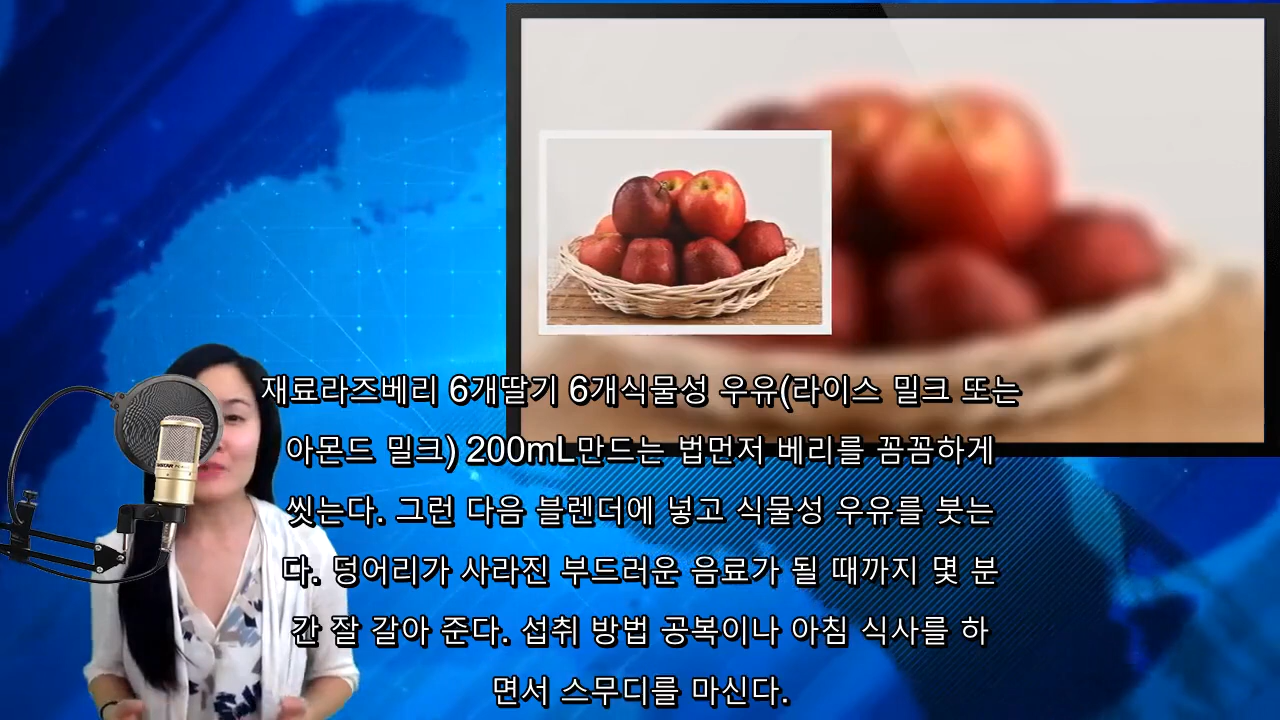 재료라즈베리 6개딸기 6개식물성 우유(라이스 밀크 또는
아몬드 밀크) 200mL만드는 법먼저 베리를 꼼꼼하게
씻는다. 그런 다음 블렌더에 넣고 식물성 우유를 붓는
다. 덩어리가 사라진 부드러운 음료가 될 때까지 몇 분
간 잘 갈아 준다. 섭취 방법 공복이나 아침 식사를 하
면서 스무디를 마신다.